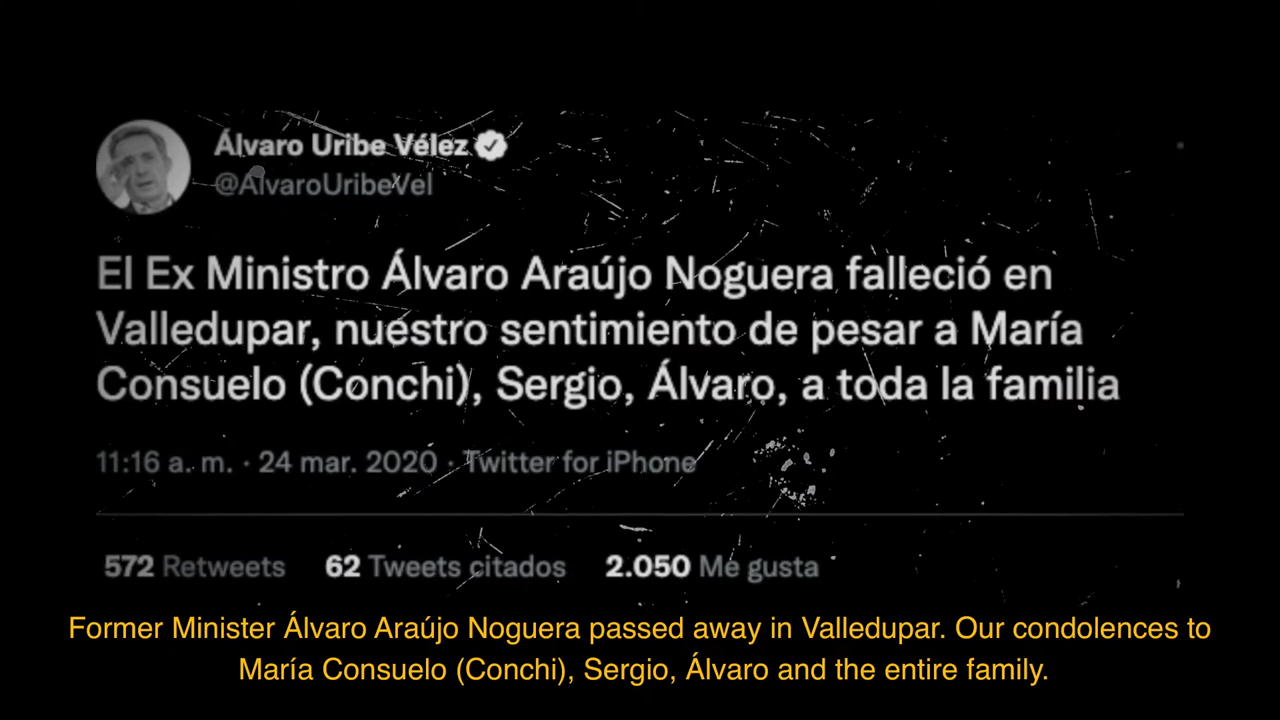 Álvaro Uribe Vélez
@AlvaroUribeVel
El Ex Ministro Álvaro Araújo Noguera falleció en
Valledupar, nuestro sentimiento de pesar a María
Consuelo (Conchi), Sergio, Álvaro, a toda la familia
11:16 a. m. · 24 mar. 2020 · Twitter for iPhone
572 Retweets 62 Tweets citados 2.050 Me gusta
Former Minister Álvaro Araújo Noguera passed away in Valledupar. Our condolences to
María Consuelo (Conchi), Sergio, Álvaro and the entire family.